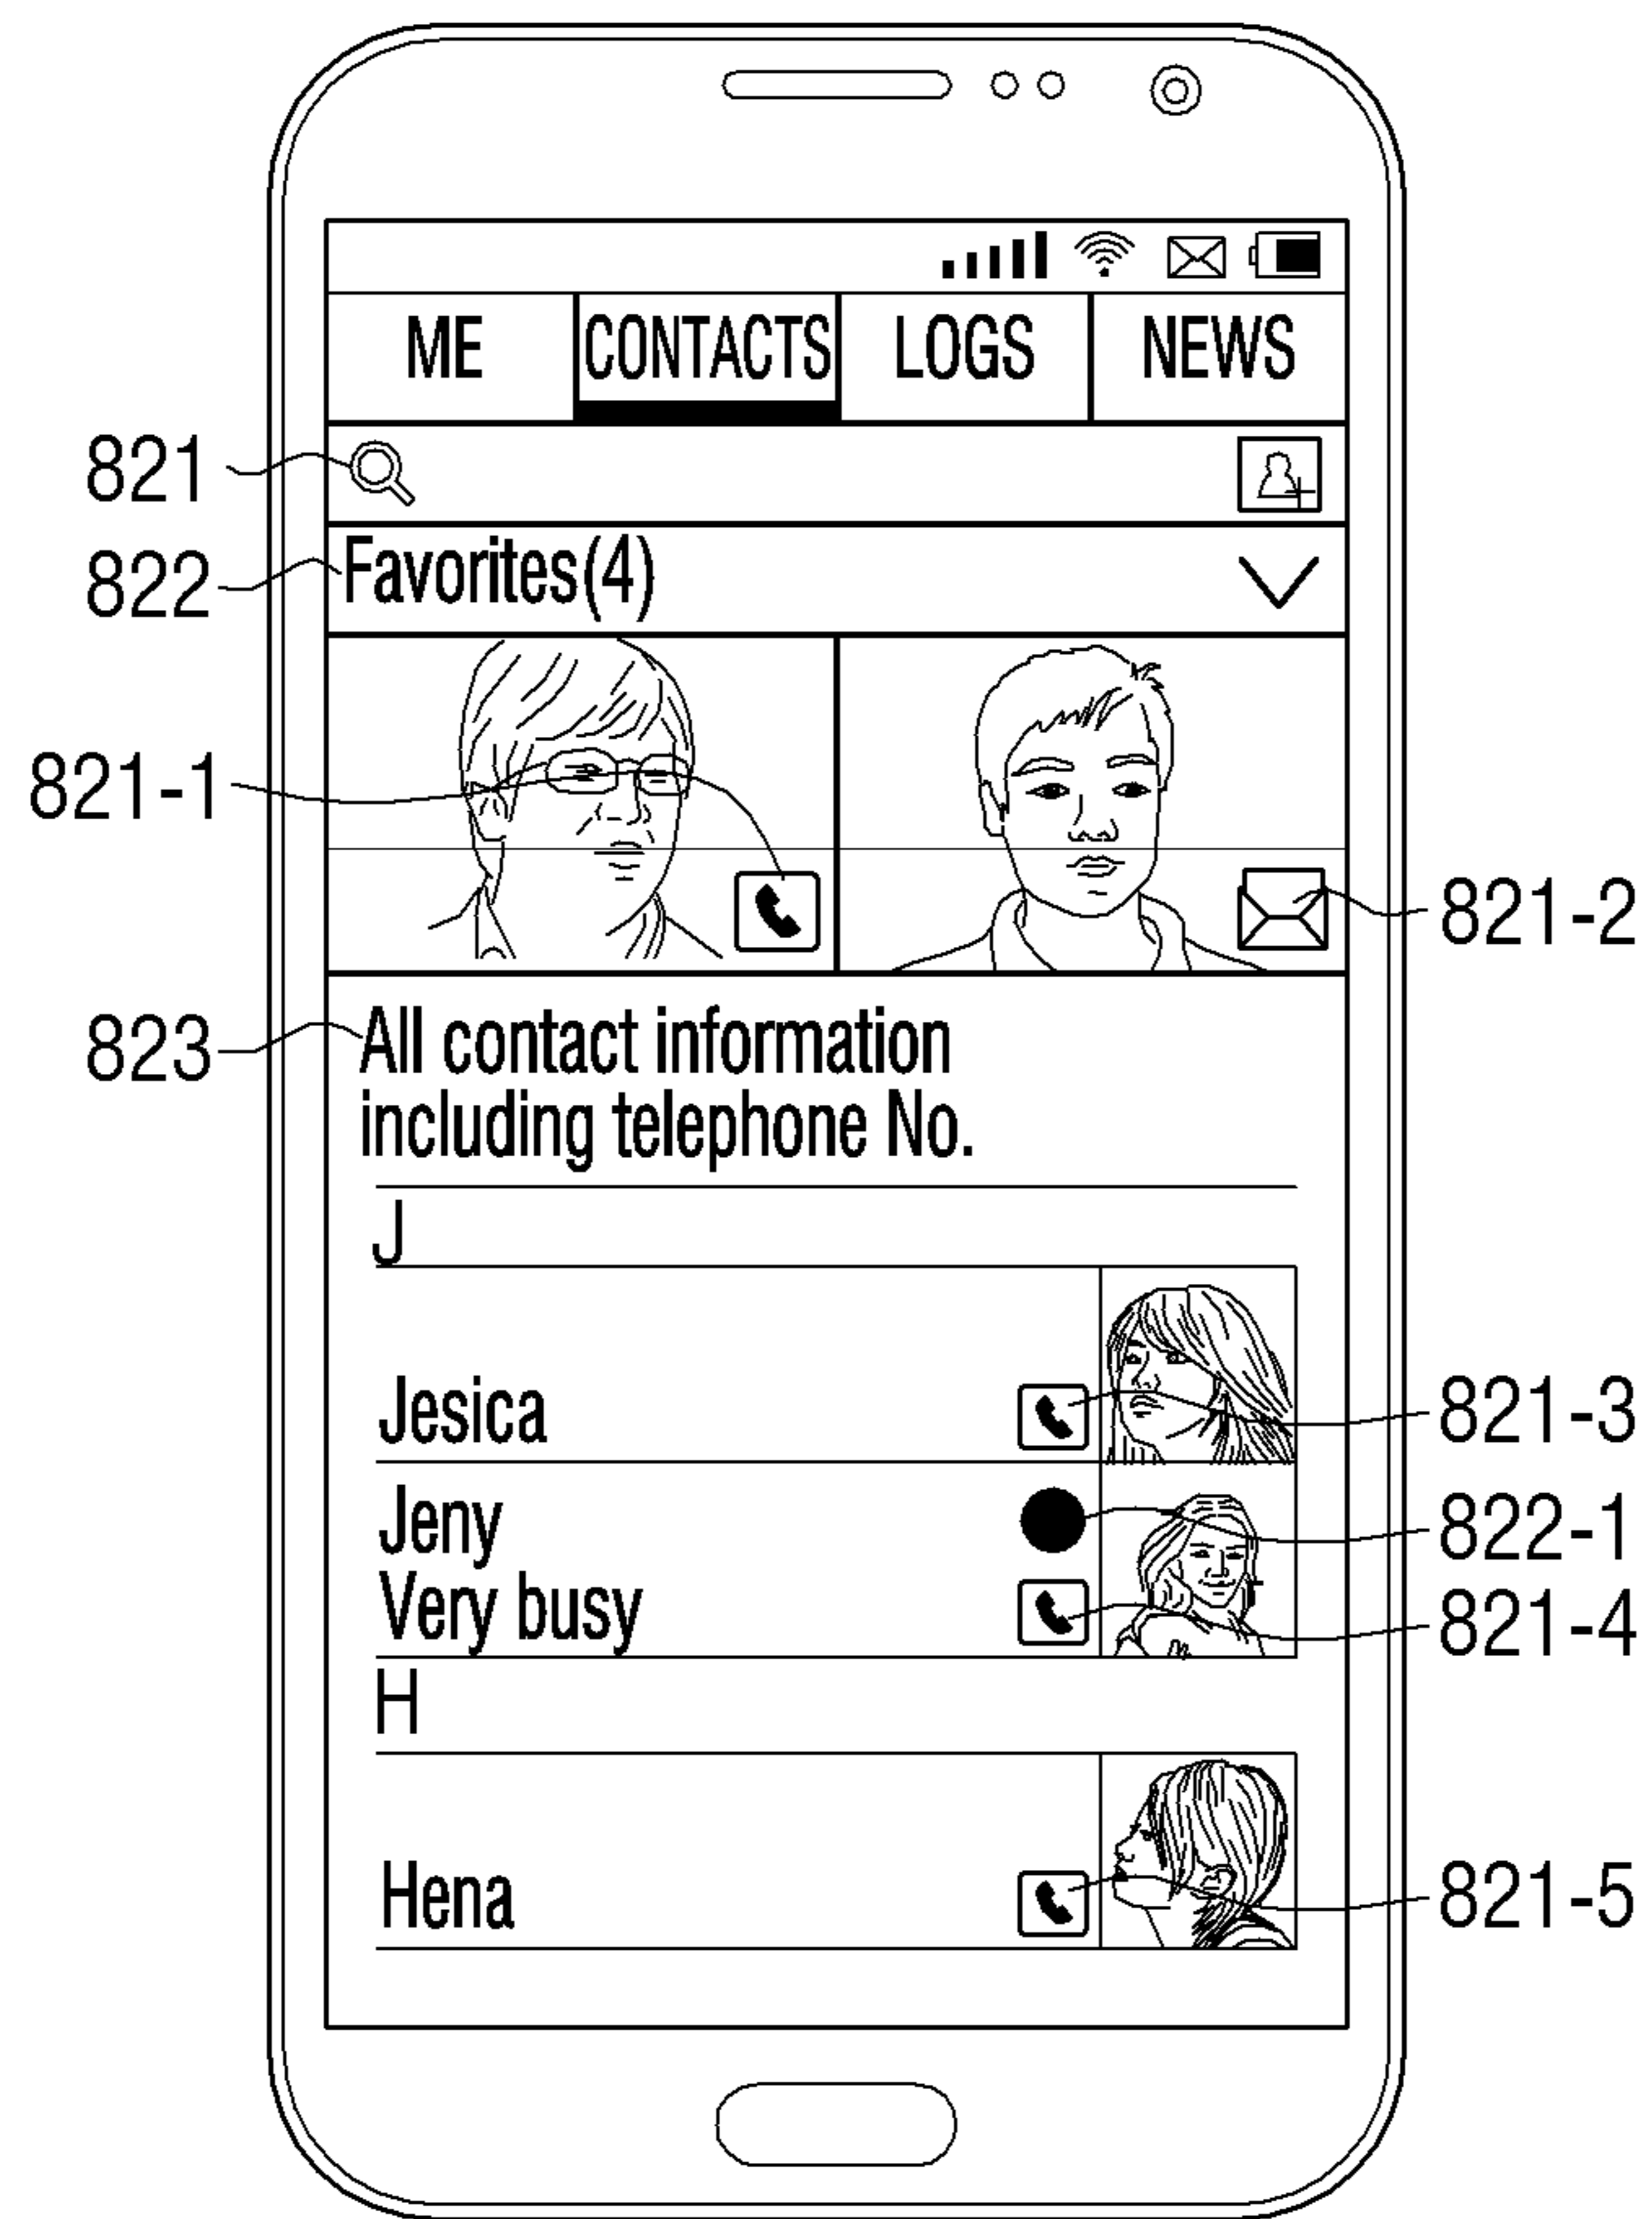 ME CONTACTS LOGS NEWS
821
822 Favorites(4)
821-1
821-2
823 All contact information
including telephone No.
J
Jesica 821-3
Jeny 822-1
Very busy 821-4
H
Hena 821-5